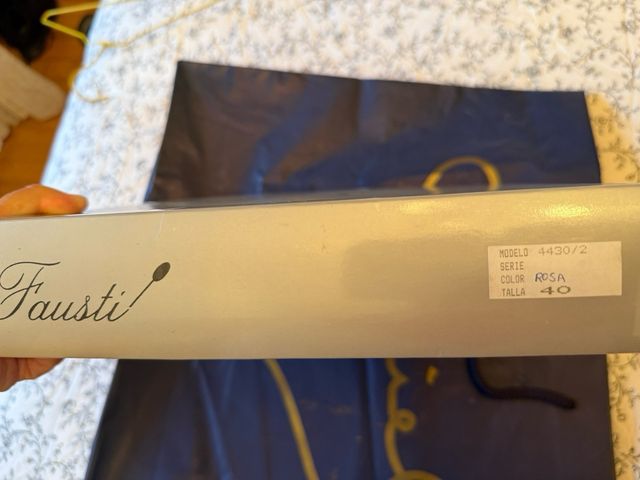 Fausti
MODELO 4430/2
SERIE
COLOR ROSA
TALLA 40